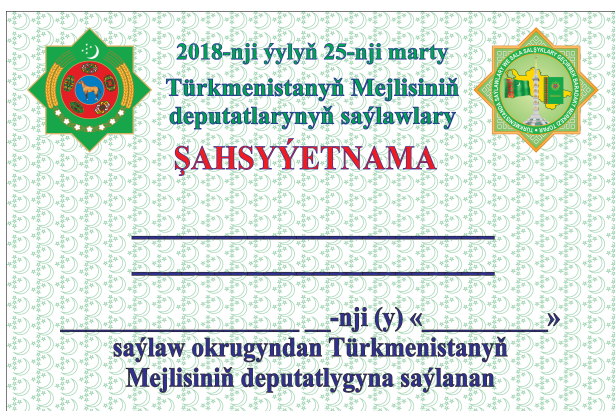 2018-nji ýylyň 25-nji marty
Türkmenistanyň Mejlisiniň
deputatlarynyň saýlawlary
ŞAHSYÝETNAMA
-nji (y) « »
saýlaw okrugyndan Türkmenistanyň
Mejlisiniň deputatlygyna saýlanan